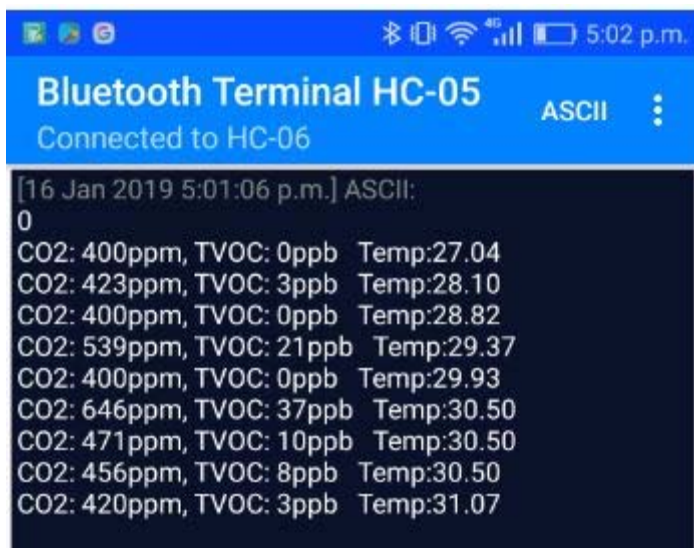 4G 5:02 p.m.
Bluetooth Terminal HC-05
ASCII
Connected to HC-06
[16 Jan 2019 5:01:06 p.m.] ASCII:
0
CO2: 400ppm, TVOC: 0ppb Temp:27.04
CO2: 423ppm, TVOC: 3ppb Temp:28.10
CO2: 400ppm, TVOC: 0ppb Temp:28.82
CO2: 539ppm, TVOC: 21ppb Temp:29.37
CO2: 400ppm, TVOC: 0ppb Temp:29.93
CO2: 646ppm, TVOC: 37ppb Temp:30.50
CO2: 471ppm, TVOC: 10ppb Temp:30.50
CO2: 456ppm, TVOC: 8ppb Temp:30.50
CO2: 420ppm, TVOC: 3ppb Temp:31.07